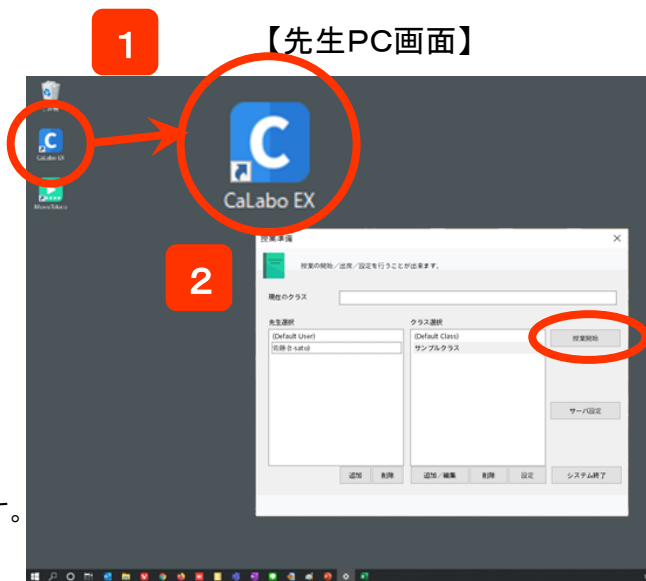 1
【先生PC画面】
CaLabo EX
CaLabo EX
2
授業準備
授業の開始/出席/設定を行うことが出来ます。
現在のクラス
先生選択
クラス選択
(Default User)
(Default Class)
授業開始
佐藤 (t-sato)
サンプルクラス
サーバ設定
追加
削除
追加/編集
削除
設定
システム終了
。